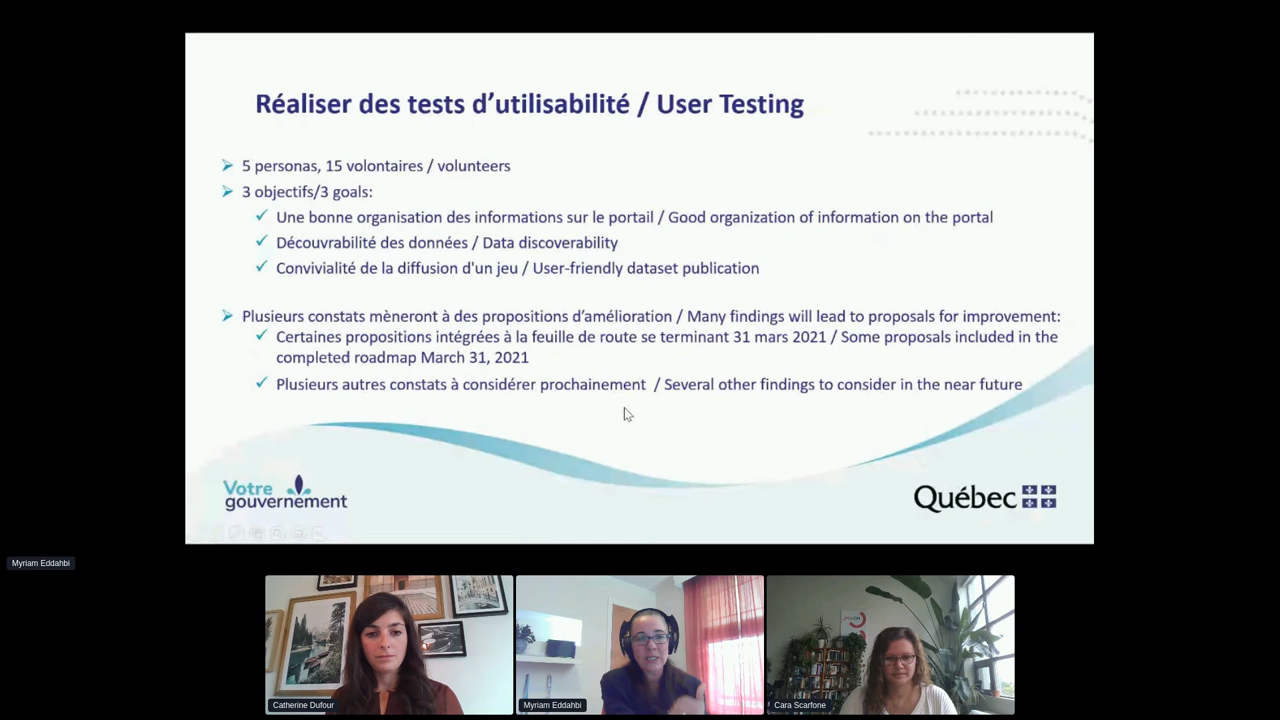 Réaliser des tests d'utilisabilité / User Testing
5 personas, 15 volontaires / volunteers
3 objectifs/3 goals:
Une bonne organisation des informations sur le portail / Good organization of information on the portal
Découvrabilité des données / Data discoverability
Convivialité de la diffusion d'un jeu / User-friendly dataset publication
Plusieurs constats mèneront à des propositions d'amélioration / Many findings will lead to proposals for improvement:
Certaines propositions intégrées à la feuille de route se terminant 31 mars 2021 / Some proposals included in the
completed roadmap March 31, 2021
Plusieurs autres constats à considérer prochainement / Several other findings to consider in the near future
Votre
gouvernement
Québec
Myriam Eddahbi
Catherine Dufour
Myriam Eddahbi
Cara Scarfone